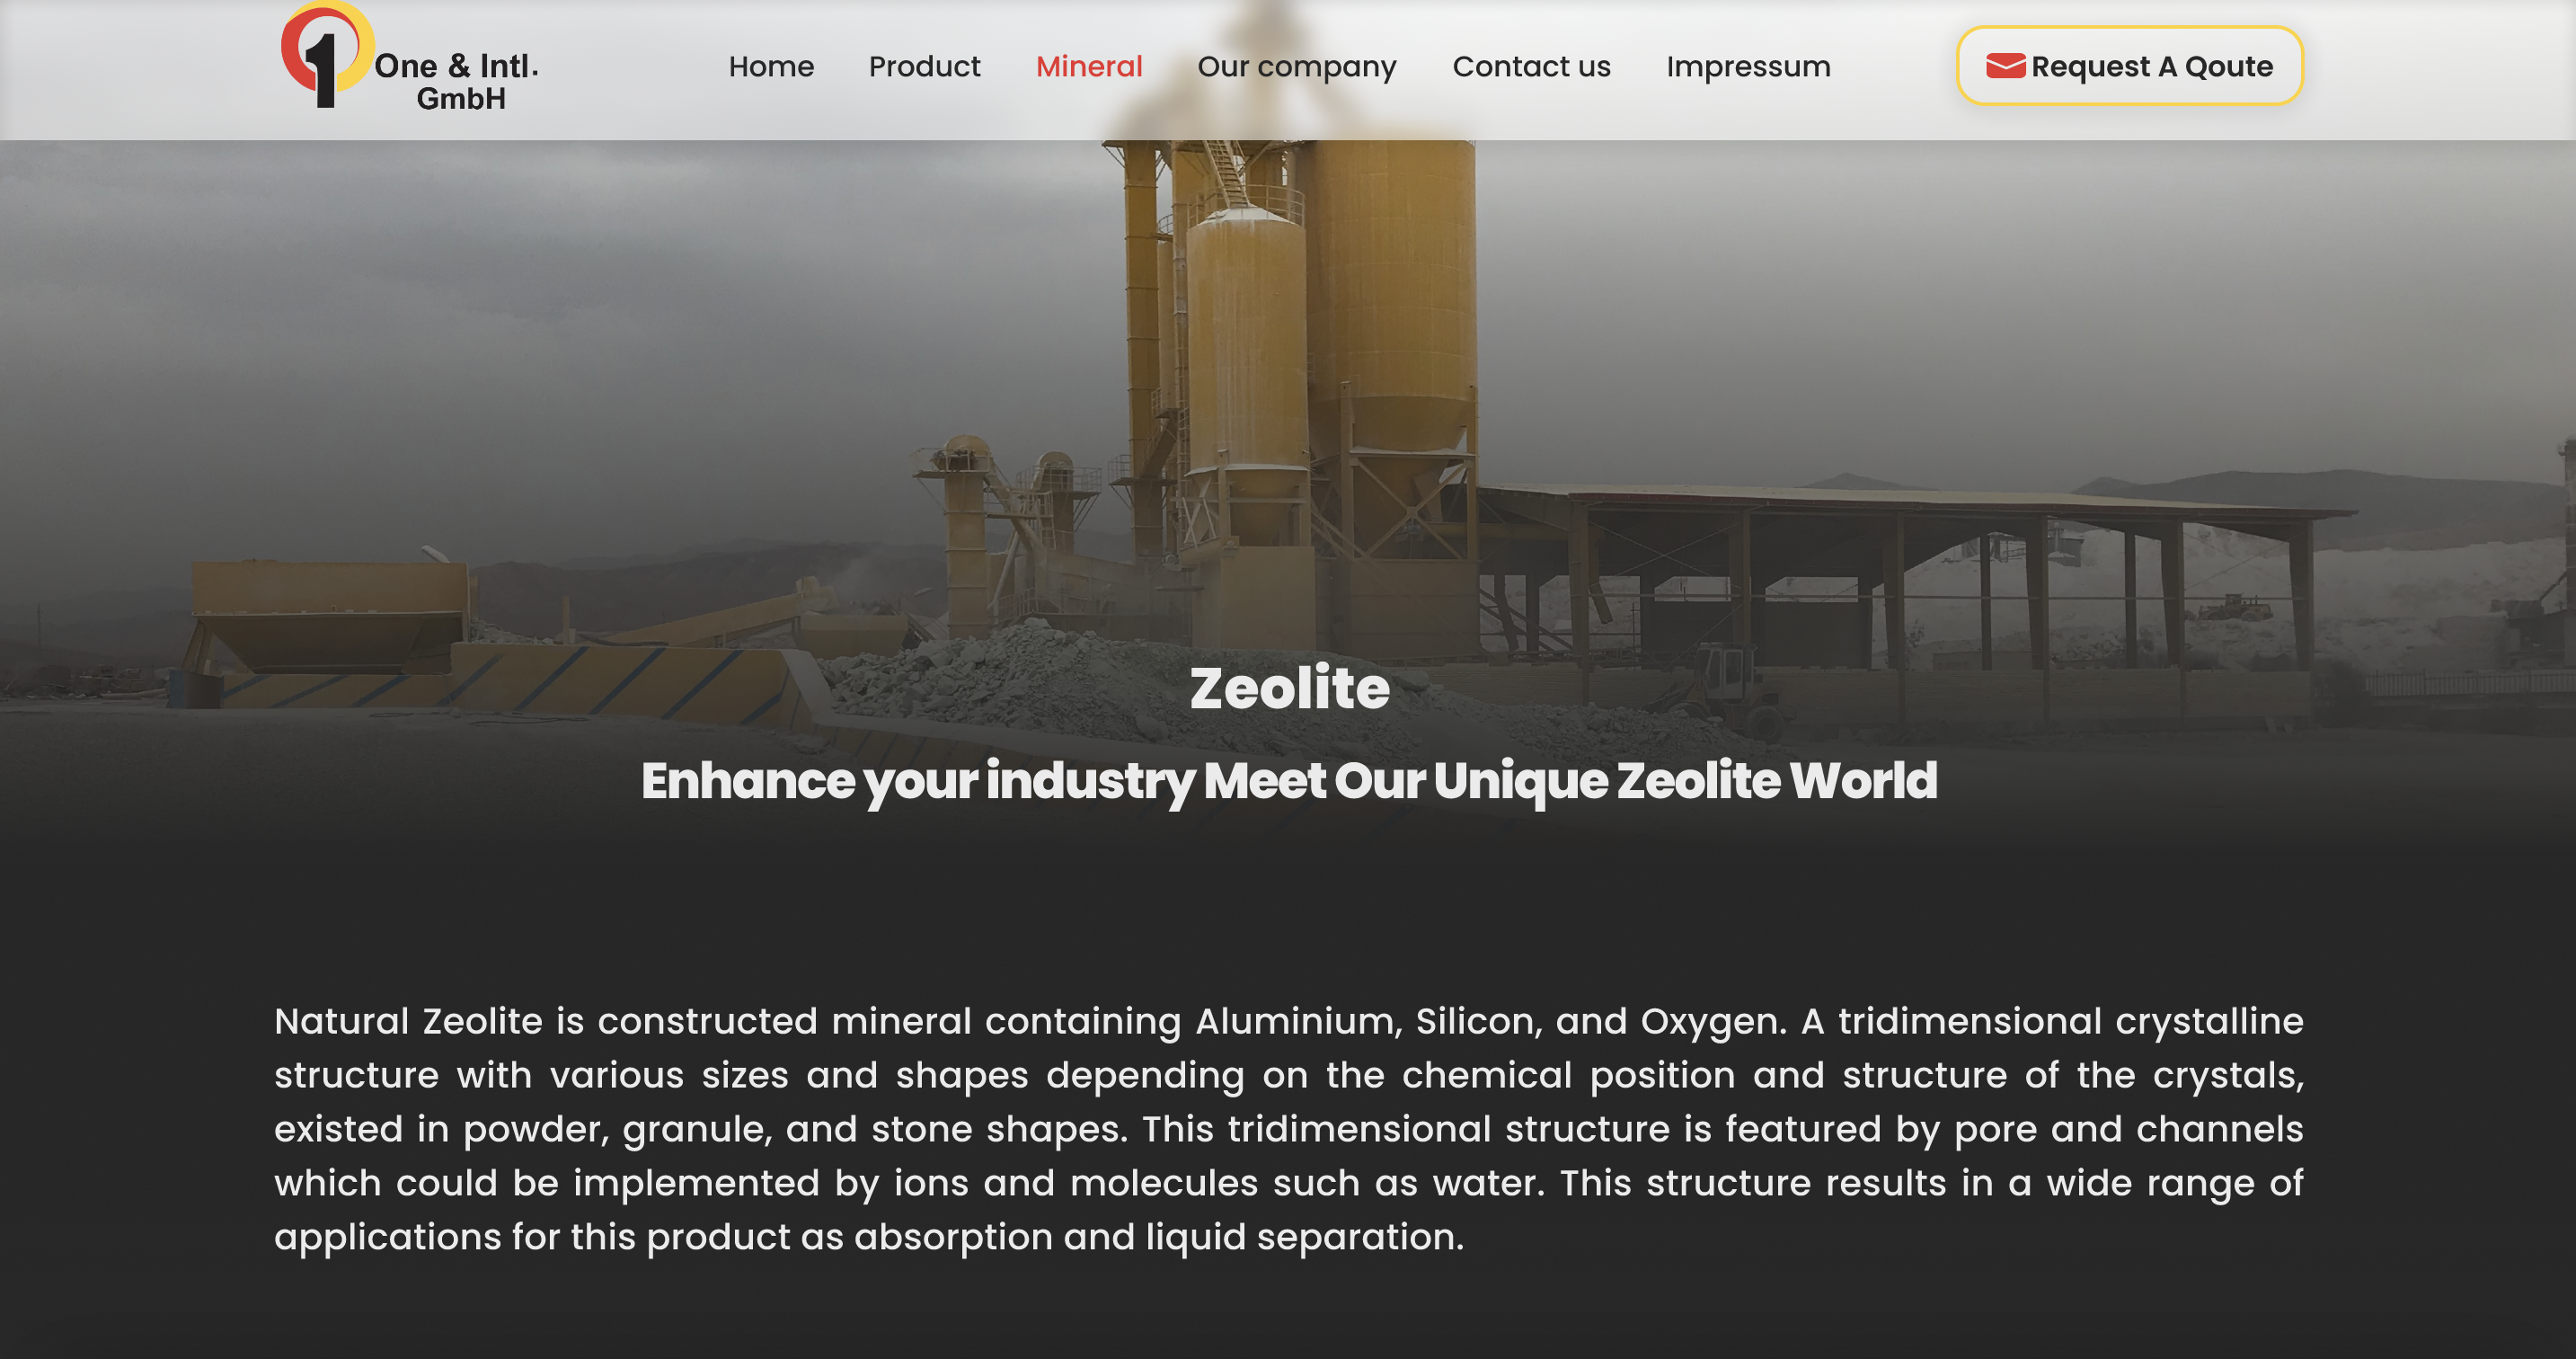 1
One & Intl.
GmbH
Home
Product
Mineral
Our company
Contact us
Impressum
Request A Qoute
Zeolite
Enhance your industry Meet Our Unique Zeolite World
Natural Zeolite is constructed mineral containing Aluminium, Silicon, and Oxygen. A tridimensional crystalline
structure with various sizes and shapes depending on the chemical position and structure of the crystals,
existed in powder, granule, and stone shapes. This tridimensional structure is featured by pore and channels
which could be implemented by ions and molecules such as water. This structure results in a wide range of
applications for this product as absorption and liquid separation.